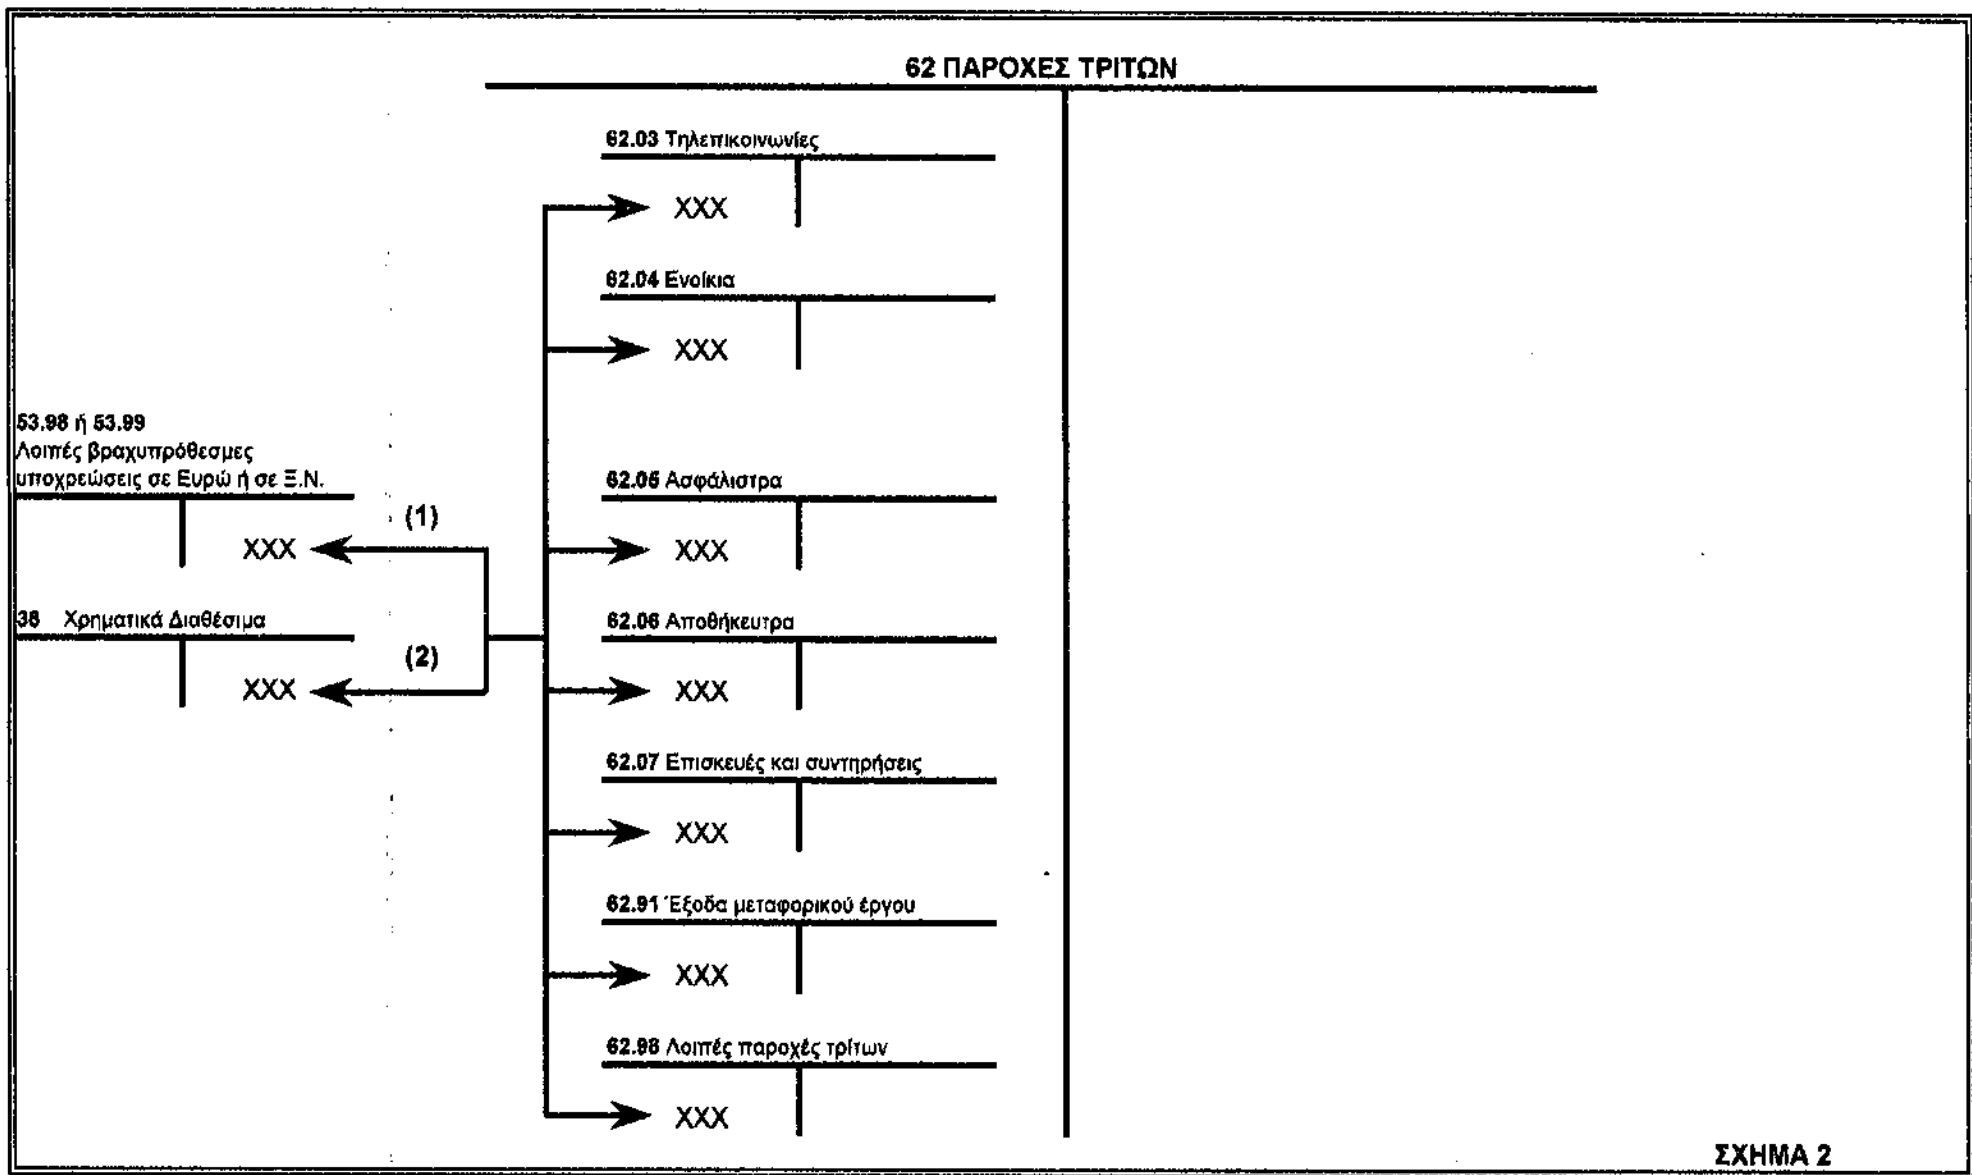 62 ΠΑΡΟΧΕΣ ΤΡΙΤΩΝ
62.03 Τηλεπικοινωνίες
XXX
62.04 Ενοίκια
XXX
53.98 ή 53.99
Λοιπές βραχυπρόθεσμες
υποχρεώσεις σε Ευρώ ή σε Ξ.Ν.
XXX
(1)
38 Χρηματικά Διαθέσιμα
XXX
(2)
62.05 Ασφάλιστρα
XXX
62.06 Αποθήκευτρα
XXX
62.07 Επισκευές και συντηρήσεις
XXX
62.91 Έξοδα μεταφορικού έργου
XXX
62.98 Λοιπές παροχές τρίτων
XXX
ΣΧΗΜΑ 2